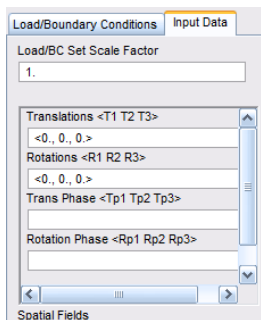 Load/Boundary Conditions Input Data
Load/BC Set Scale Factor
1.
Translations <T1 T2 T3>
<0., 0., 0.>
Rotations <R1 R2 R3>
<0., 0., 0.>
Trans Phase <Tp1 Tp2 Tp3>
Rotation Phase <Rp1 Rp2 Rp3>
Spatial Fields